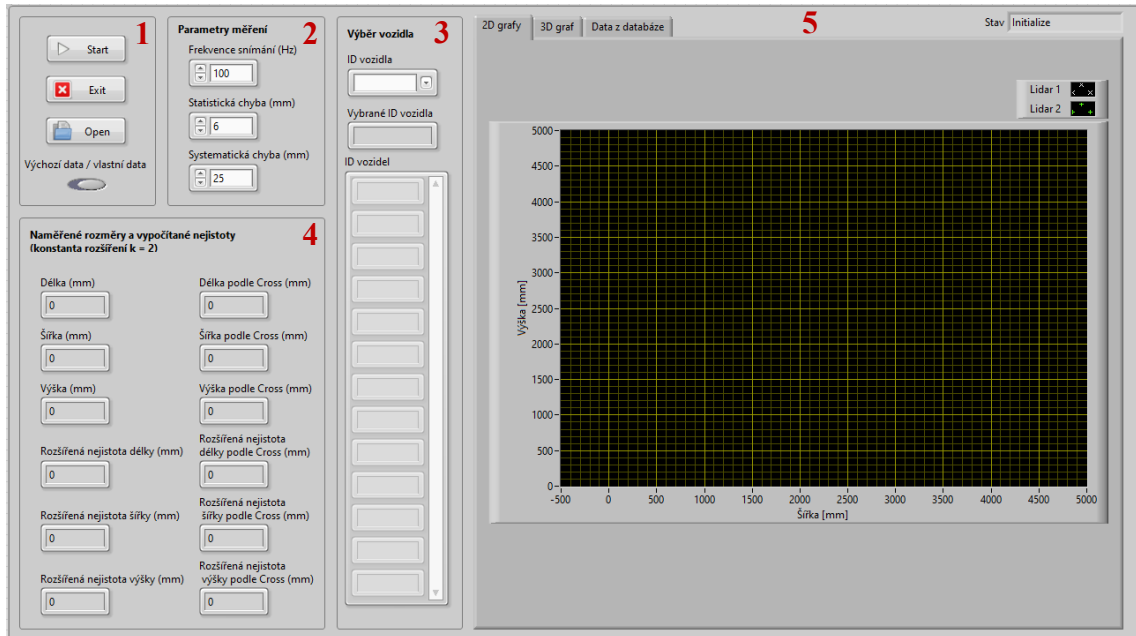 1
Start
Exit
Open
Výchozí data / vlastní data
Parametry měření
2
Frekvence snímání (Hz)
100
Statistická chyba (mm)
6
Systematická chyba (mm)
25
Výběr vozidla
3
ID vozidla
Vybrané ID vozidla
ID vozidel
Naměřené rozměry a vypočítané nejistoty
(konstanta rozšíření k = 2)
4
Délka (mm)
0
Délka podle Cross (mm)
0
Šířka (mm)
0
Šířka podle Cross (mm)
0
Výška (mm)
0
Výška podle Cross (mm)
0
Rozšířená nejistota délky (mm)
0
Rozšířená nejistota
délky podle Cross (mm)
0
Rozšířená nejistota šířky (mm)
0
Rozšířená nejistota
šířky podle Cross (mm)
0
Rozšířená nejistota výšky (mm)
0
Rozšířená nejistota
výšky podle Cross (mm)
0
2D grafy
3D graf
Data z databáze
5
Stav
Initialize
Lidar 1
Lidar 2
Výška [mm]
5000
4500
4000
3500
3000
2500
2000
1500
1000
500
0
-500 0 500 1000 1500 2000 2500 3000 3500 4000 4500 5000
Šířka [mm]